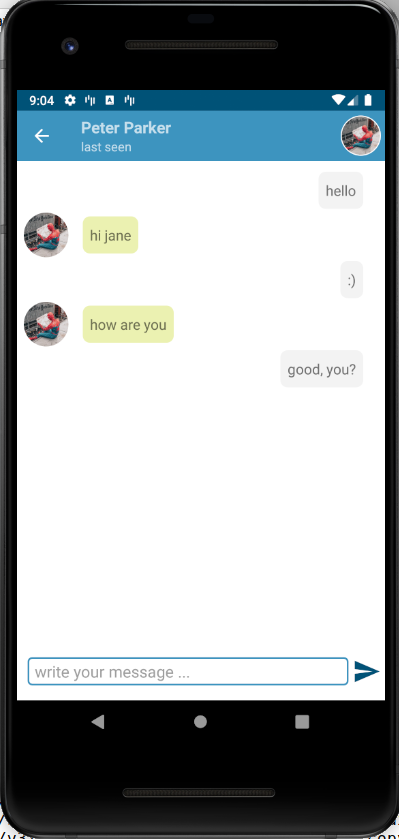 9:04
Peter Parker
last seen
hello
hi jane
:)
how are you
good, you?
write your message ...